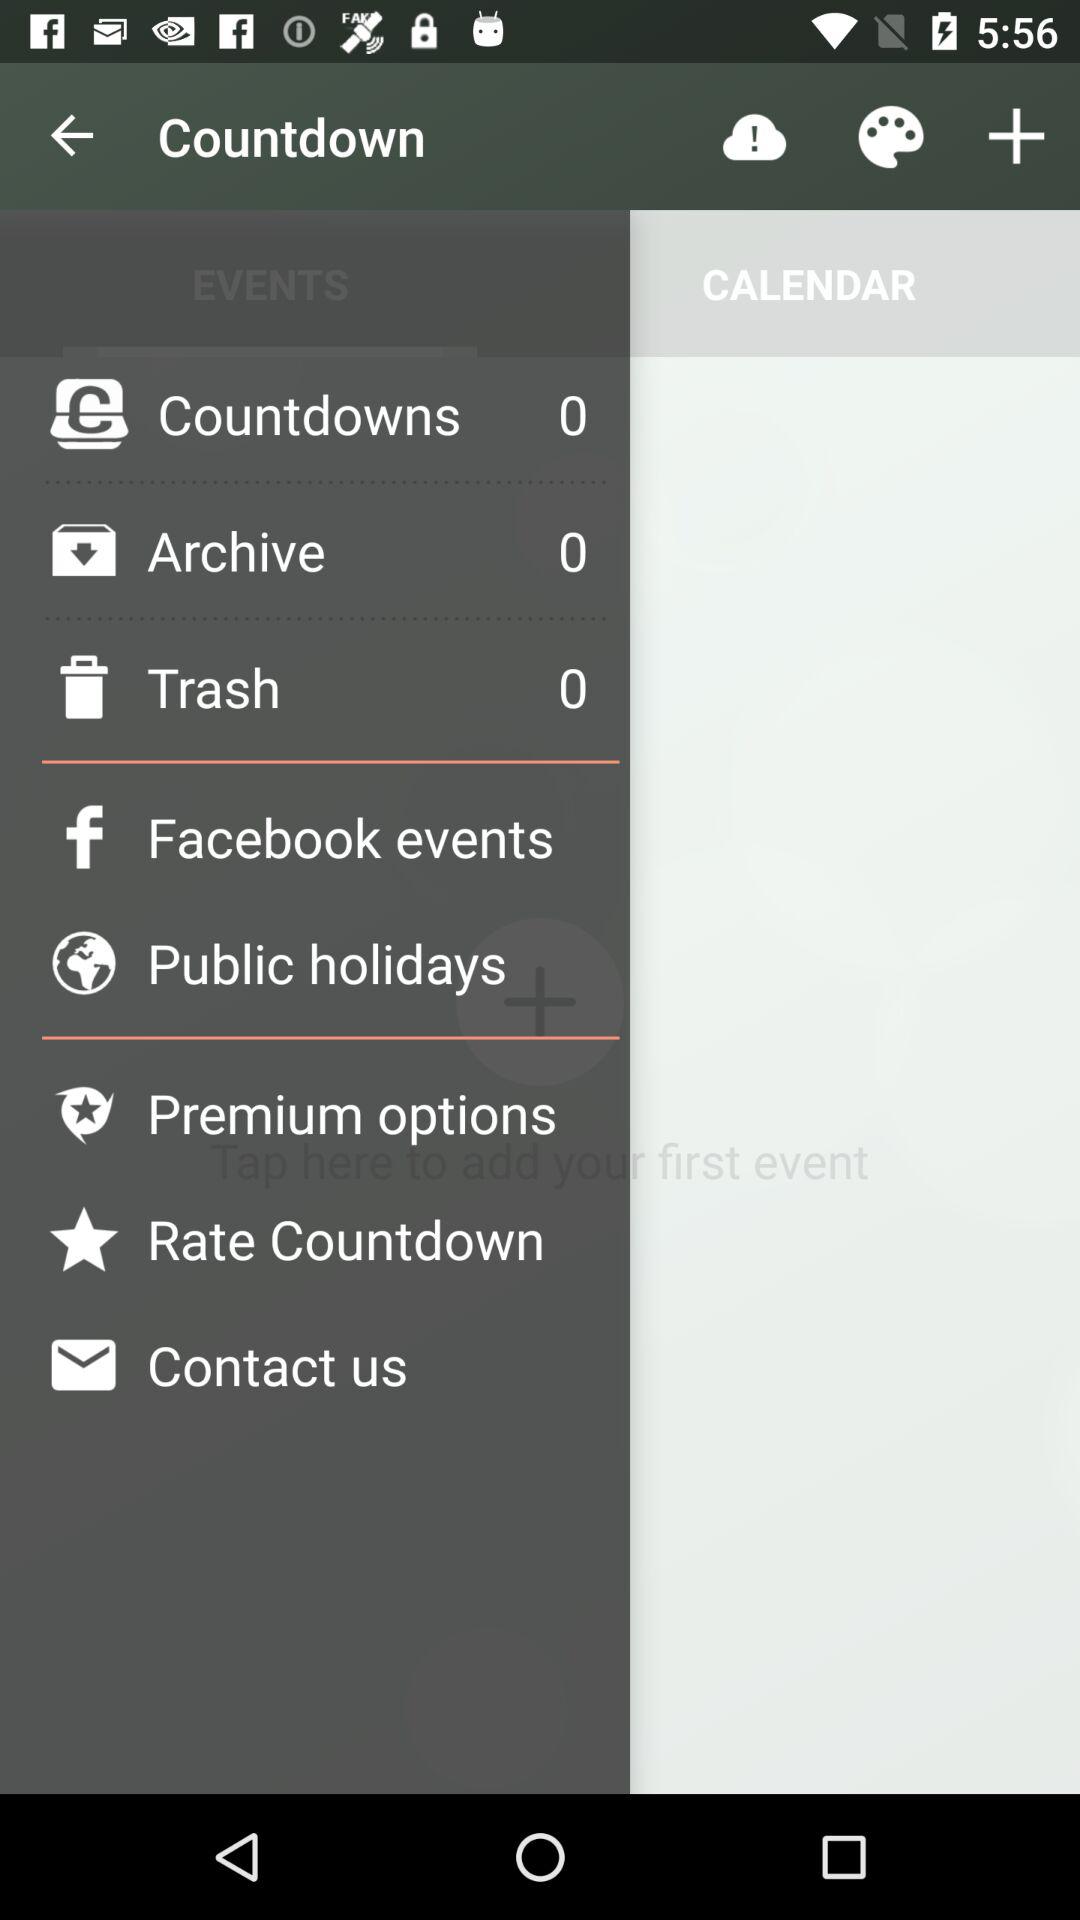 FAKE
5:56
Countdown
EVENTS CALENDAR
Countdowns 0
Archive 0
Trash 0
Facebook events
Public holidays
Premium options
Tap here to add your first event
Rate Countdown
Contact us